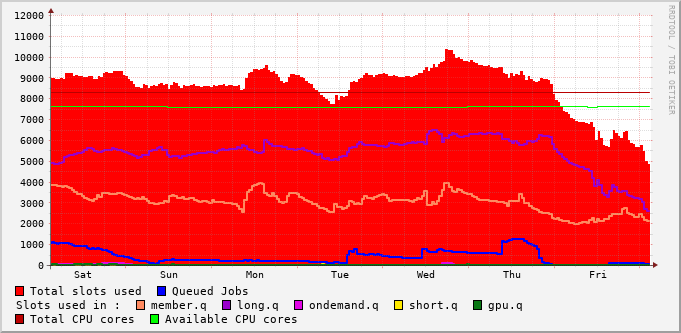 RRDTOOL / TOBI OETIKER
12000
11000
10000
9000
8000
7000
6000
5000
4000
3000
2000
1000
0
Sat Sun Mon Tue Wed Thu Fri
Total slots used Queued Jobs
Slots used in : member.q long.q ondemand.q short.q gpu.q
Total CPU cores Available CPU cores